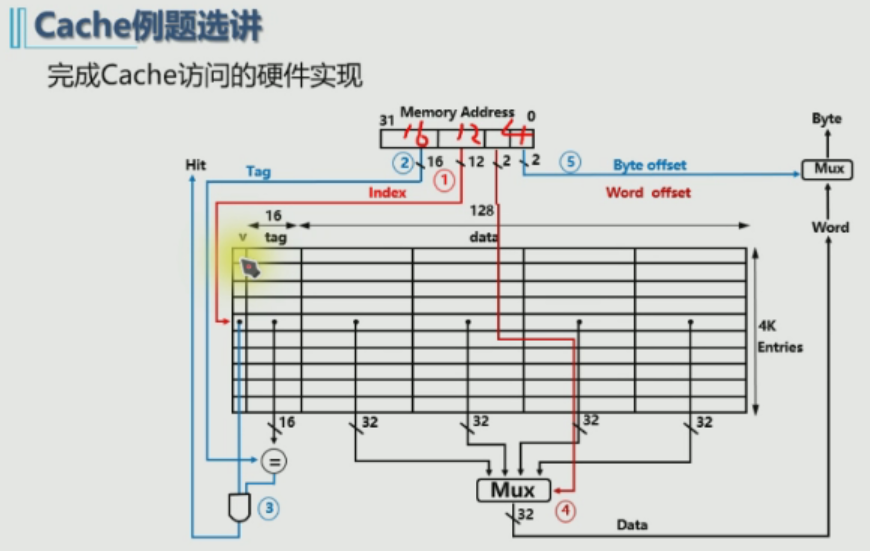 Cache例题选讲
完成Cache访问的硬件实现
Memory Address
31 16 12 4 0
Byte
Hit
Tag
② 16 ① 12 2 2 ⑤ Byte offset
Mux
Index
Word offset
16 128
Word
v tag data
4K
Entries
16 32 32 32 32
=
Mux
③ ④
32
Data